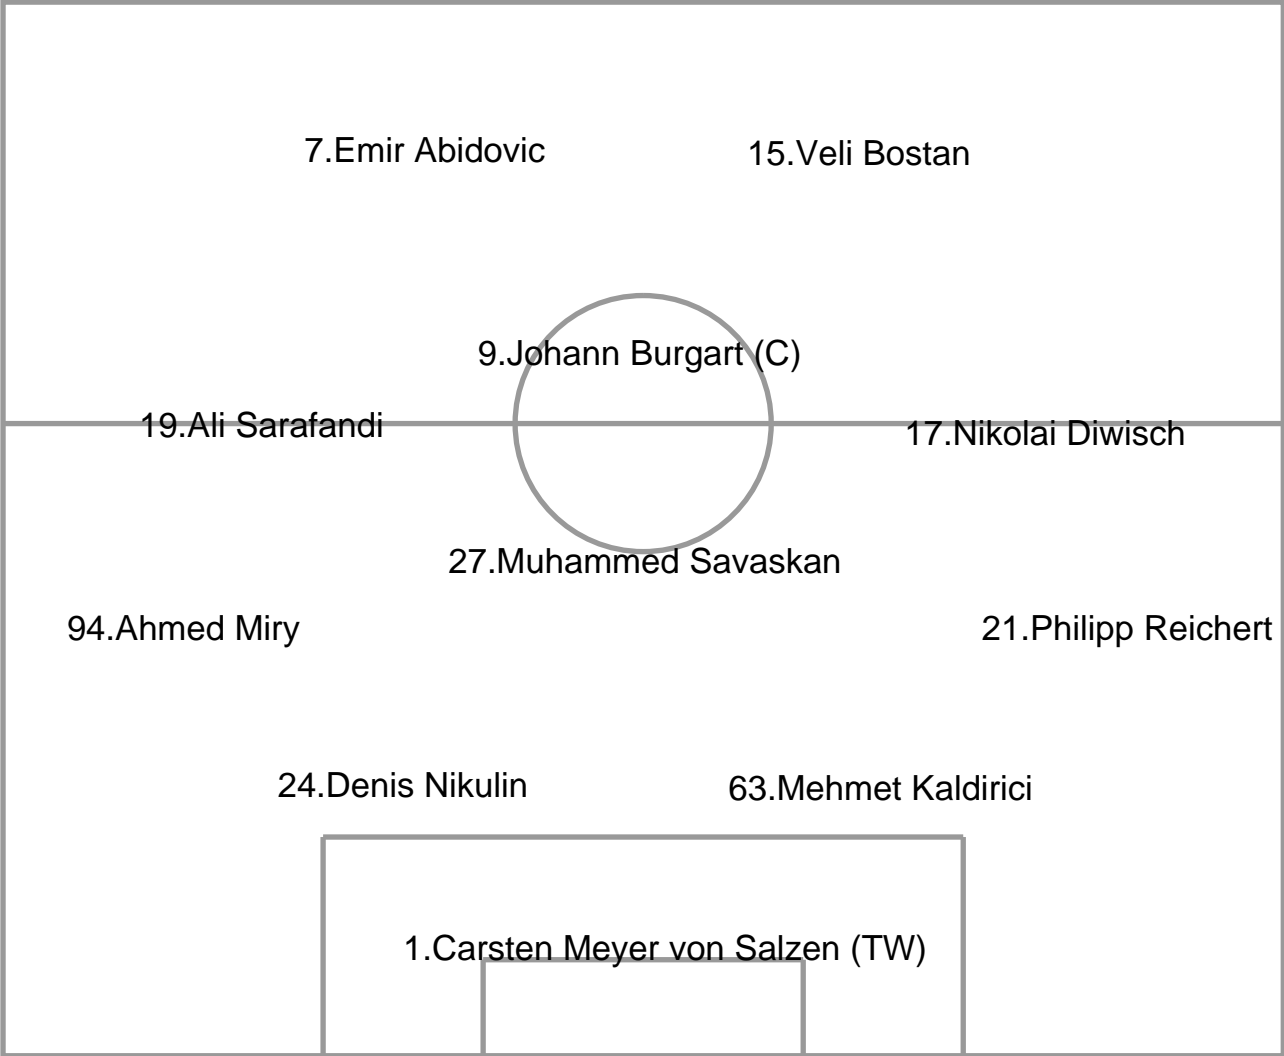 7.Emir Abidovic
15.Veli Bostan
9.Johann Burgart (C)
19.Ali Sarafandi
17.Nikolai Diwisch
27.Muhammed Savaskan
94.Ahmed Miry
21.Philipp Reichert
24.Denis Nikulin
63.Mehmet Kaldirici
1.Carsten Meyer von Salzen (TW)